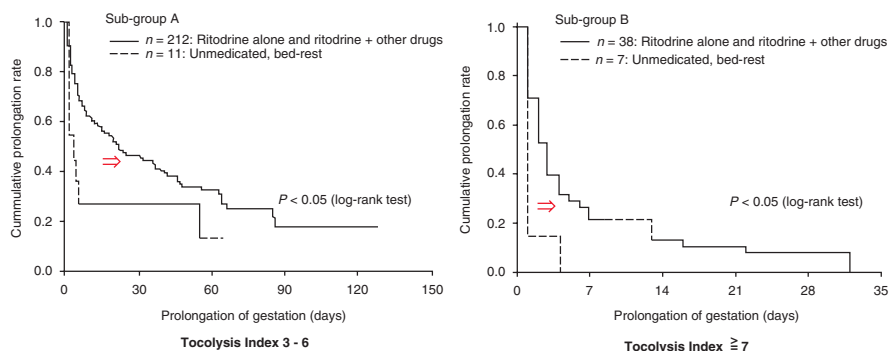 Sub-group A
n = 212: Ritodrine alone and ritodrine + other drugs
n = 11: Unmedicated, bed-rest
Cummulative prolongation rate
1.0
0.8
0.6
0.4
0.2
0.0
P < 0.05 (log-rank test)
0 30 60 90 120 150
Prolongation of gestation (days)
Tocolysis Index 3 - 6
Sub-group B
n = 38: Ritodrine alone and ritodrine + other drugs
n = 7: Unmedicated, bed-rest
Cumulative prolongation rate
1.0
0.8
0.6
0.4
0.2
0.0
P < 0.05 (log-rank test)
0 7 14 21 28 35
Prolongation of gestation (days)
Tocolysis Index ≧ 7